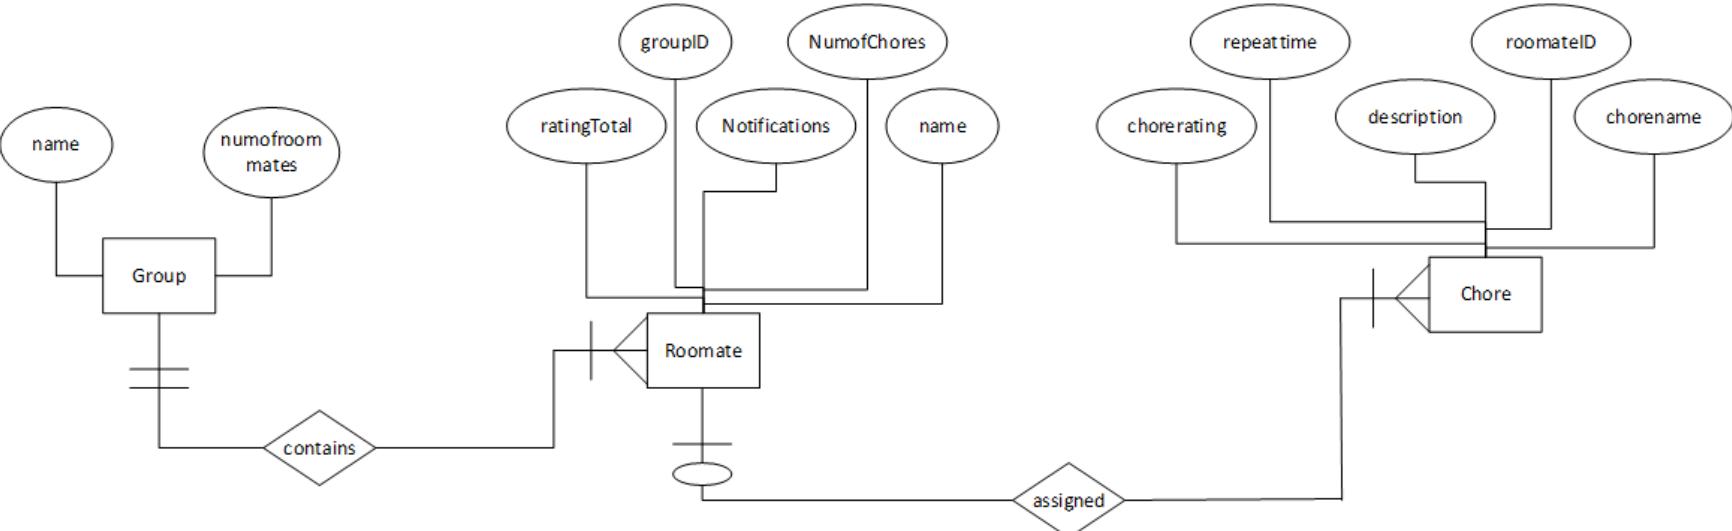 groupID
NumofChores
repeattime
roomateID
name
numofroom
mates
ratingTotal
Notifications
name
chorerating
description
chorename
Group
Roomate
Chore
contains
assigned